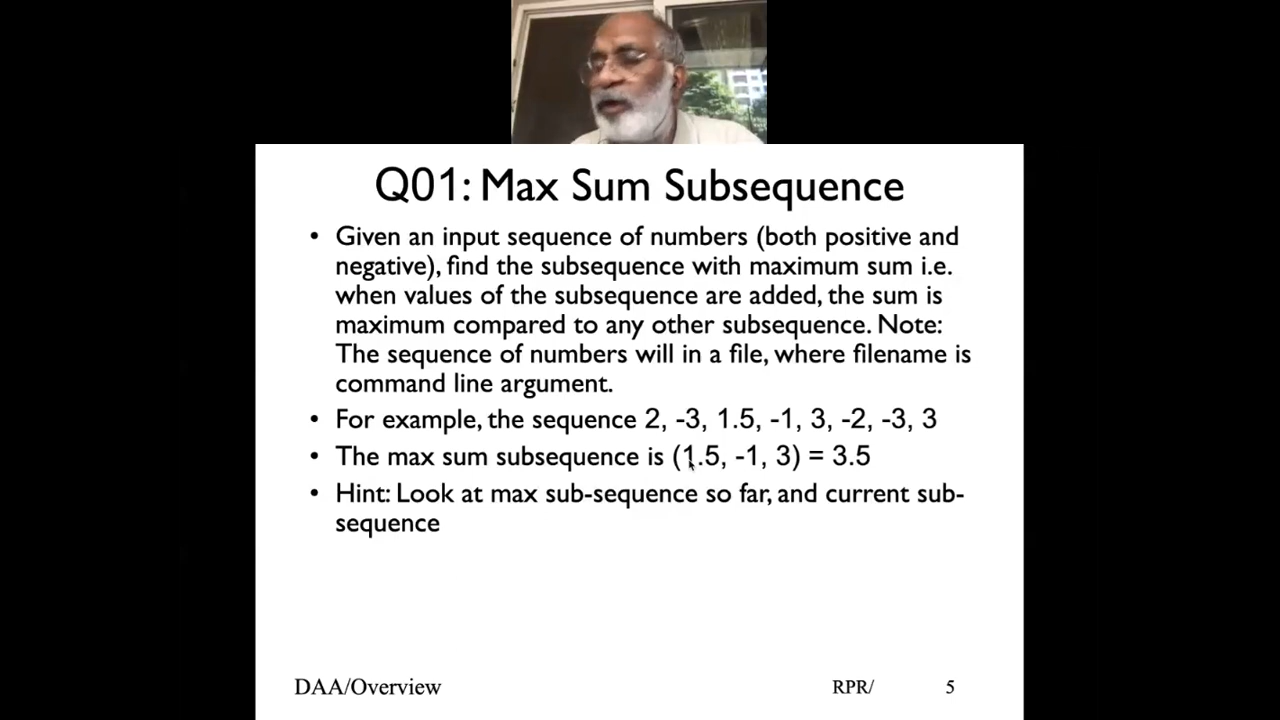 Q01: Max Sum Subsequence
• Given an input sequence of numbers (both positive and
negative), find the subsequence with maximum sum i.e.
when values of the subsequence are added, the sum is
maximum compared to any other subsequence. Note:
The sequence of numbers will in a file, where filename is
command line argument.
• For example, the sequence 2, -3, 1.5, -1, 3, -2, -3, 3
• The max sum subsequence is (1.5, -1, 3) = 3.5
• Hint: Look at max sub-sequence so far, and current sub-
sequence
DAA/Overview RPR/ 5